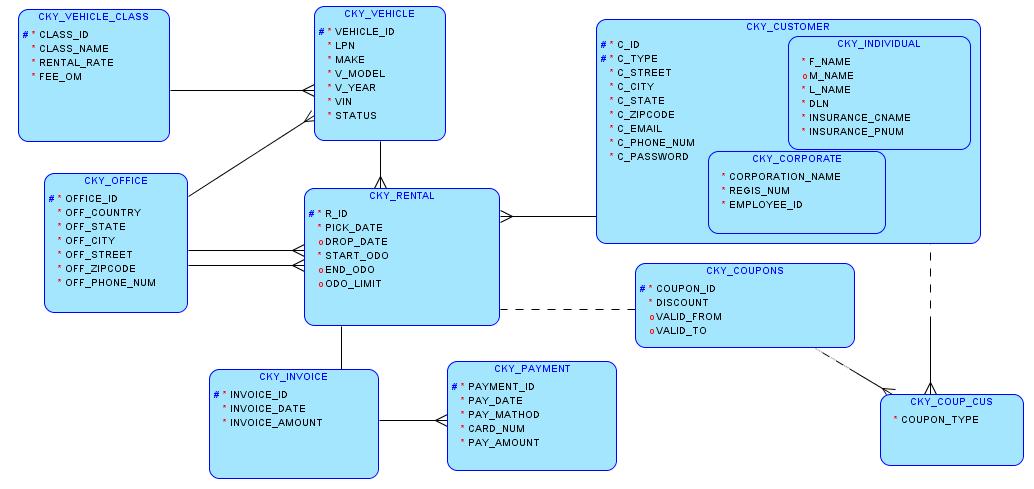 CKY_VEHICLE_CLASS
# * CLASS_ID
* CLASS_NAME
* RENTAL_RATE
* FEE_OM
CKY_VEHICLE
# * VEHICLE_ID
* LPN
* MAKE
* V_MODEL
* V_YEAR
* VIN
* STATUS
CKY_CUSTOMER
# * C_ID
# * C_TYPE
* C_STREET
* C_CITY
* C_STATE
* C_ZIPCODE
* C_EMAIL
* C_PHONE_NUM
* C_PASSWORD
CKY_INDIVIDUAL
* F_NAME
o M_NAME
* L_NAME
* DLN
* INSURANCE_CNAME
* INSURANCE_PNUM
CKY_CORPORATE
* CORPORATION_NAME
* REGIS_NUM
* EMPLOYEE_ID
CKY_OFFICE
# * OFFICE_ID
* OFF_COUNTRY
* OFF_STATE
* OFF_CITY
* OFF_STREET
* OFF_ZIPCODE
* OFF_PHONE_NUM
CKY_RENTAL
# * R_ID
* PICK_DATE
o DROP_DATE
* START_ODO
o END_ODO
o ODO_LIMIT
CKY_COUPONS
# * COUPON_ID
* DISCOUNT
o VALID_FROM
o VALID_TO
CKY_INVOICE
# * INVOICE_ID
* INVOICE_DATE
* INVOICE_AMOUNT
CKY_PAYMENT
# * PAYMENT_ID
* PAY_DATE
* PAY_MATHOD
* CARD_NUM
* PAY_AMOUNT
CKY_COUP_CUS
* COUPON_TYPE